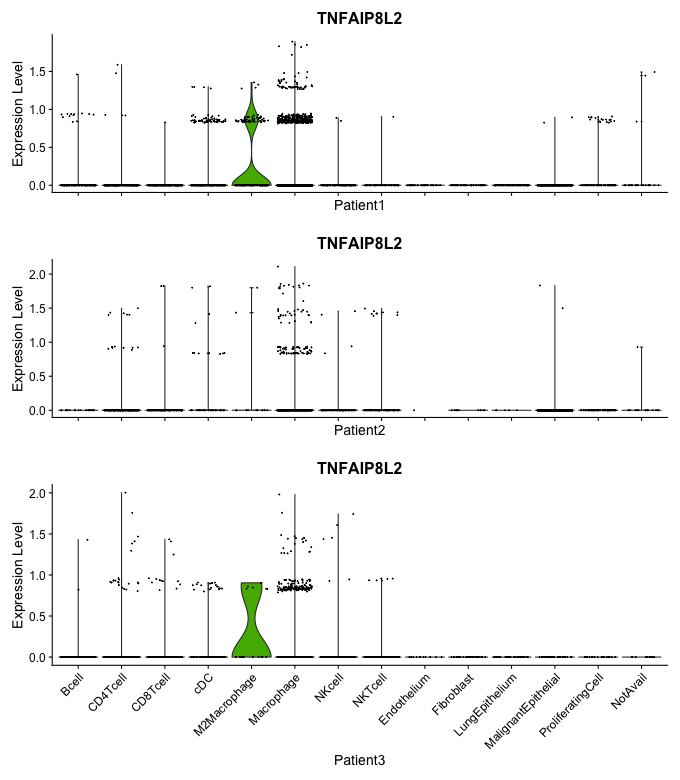 TNFAIP8L2
Expression Level
1.5
1.0
0.5
0.0
Patient1
TNFAIP8L2
Expression Level
2.0
1.5
1.0
0.5
0.0
Patient2
TNFAIP8L2
Expression Level
2.0
1.5
1.0
0.5
0.0
Bcell
CD4Tcell
CD8Tcell
cDC
M2Macrophage
Macrophage
NKcell
NKTcell
Endothelium
Fibroblast
LungEpithelium
MalignantEpithelial
ProliferatingCell
NotAvail
Patient3